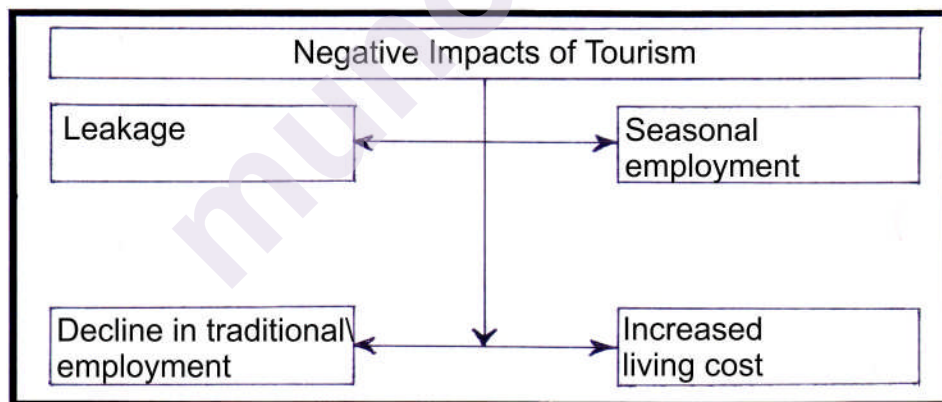 Negative Impacts of Tourism
Leakage
Seasonal
employment
Decline in traditional\
employment
Increased
living cost